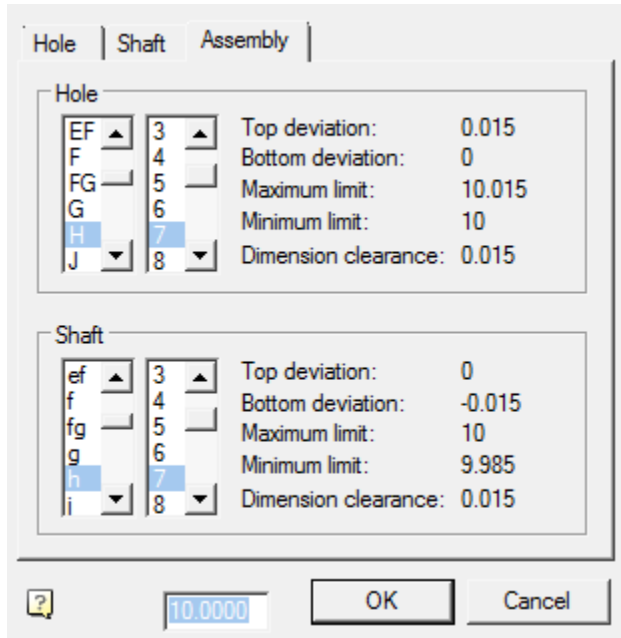 Hole Shaft Assembly
Hole
EF 3 Top deviation: 0.015
F 4 Bottom deviation: 0
FG 5 Maximum limit: 10.015
G 6 Minimum limit: 10
H 7 Dimension clearance: 0.015
J 8
Shaft
ef 3 Top deviation: 0
f 4 Bottom deviation: -0.015
fg 5 Maximum limit: 10
g 6 Minimum limit: 9.985
h 7 Dimension clearance: 0.015
j 8
10.0000 OK Cancel